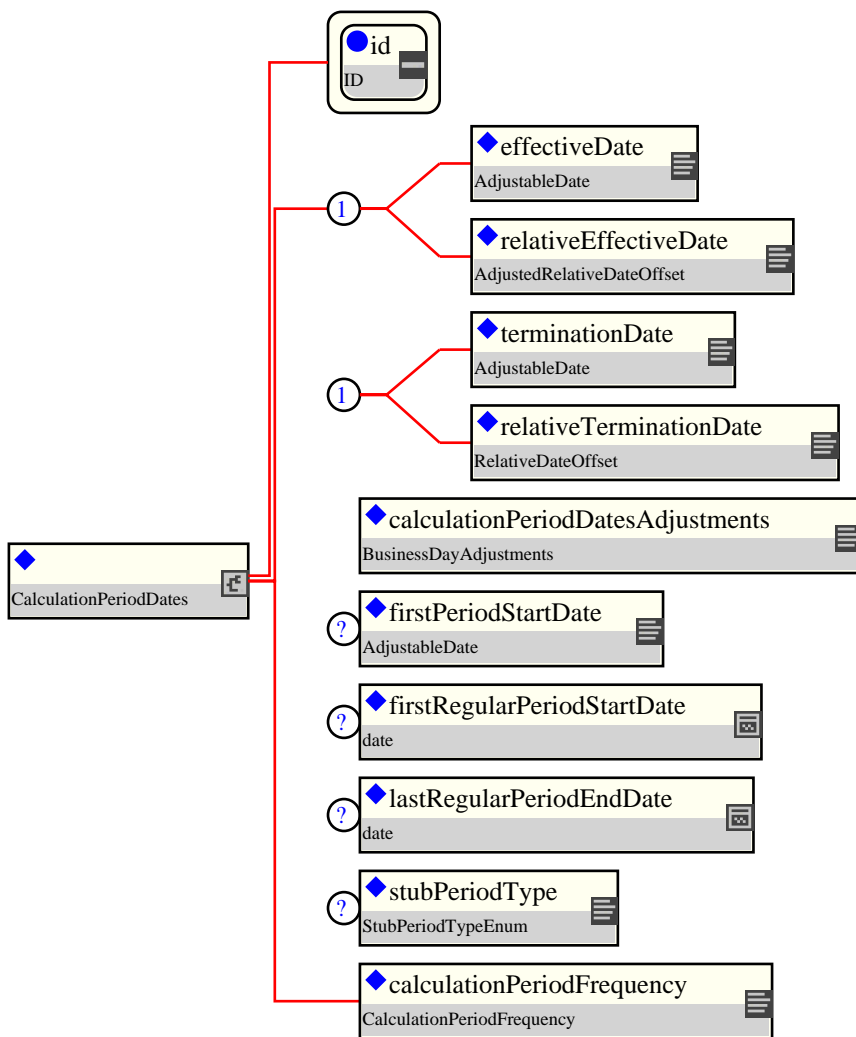 id
ID
effectiveDate
AdjustableDate
1
relativeEffectiveDate
AdjustedRelativeDateOffset
terminationDate
AdjustableDate
1
relativeTerminationDate
RelativeDateOffset
calculationPeriodDatesAdjustments
BusinessDayAdjustments
CalculationPeriodDates
firstPeriodStartDate
?
AdjustableDate
firstRegularPeriodStartDate
?
date
lastRegularPeriodEndDate
?
date
stubPeriodType
?
StubPeriodTypeEnum
calculationPeriodFrequency
CalculationPeriodFrequency